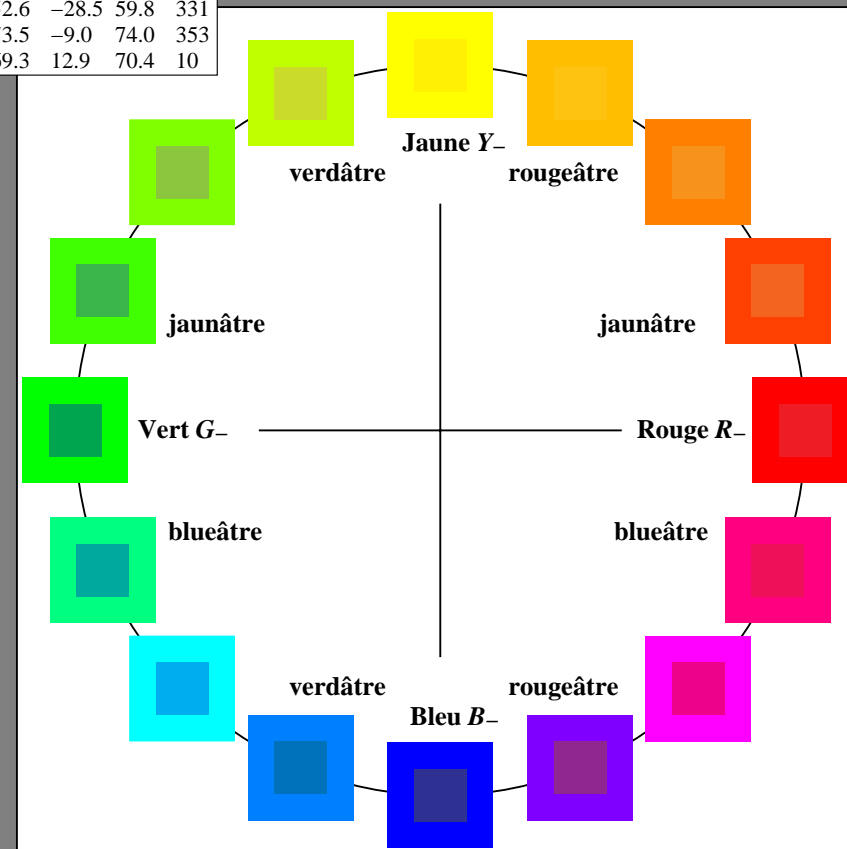 −28.5 59.8 331
−9.0 74.0 353
12.9 70.4 10
Jaune Y−
verdâtre rougeâtre
jaunâtre jaunâtre
Vert G− Rouge R−
blueâtre blueâtre
verdâtre rougeâtre
Bleu B−